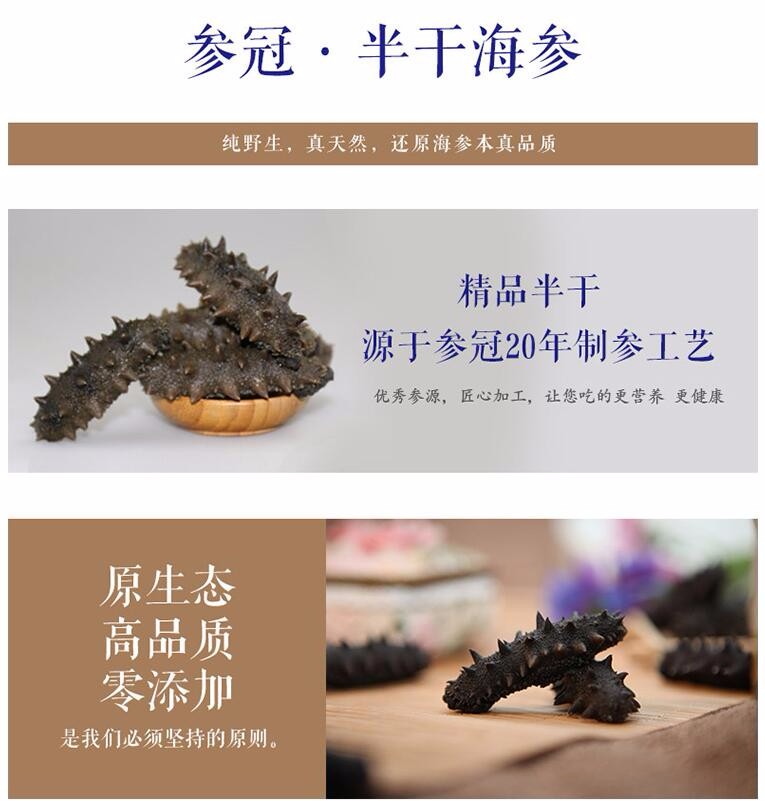 参冠·半干海参
纯野生，真天然，还原海参本真品质
精品半干
源于参冠20年制参工艺
优秀参源，匠心加工，让您吃的更营养 更健康
原生态
高品质
零添加
是我们必须坚持的原则。